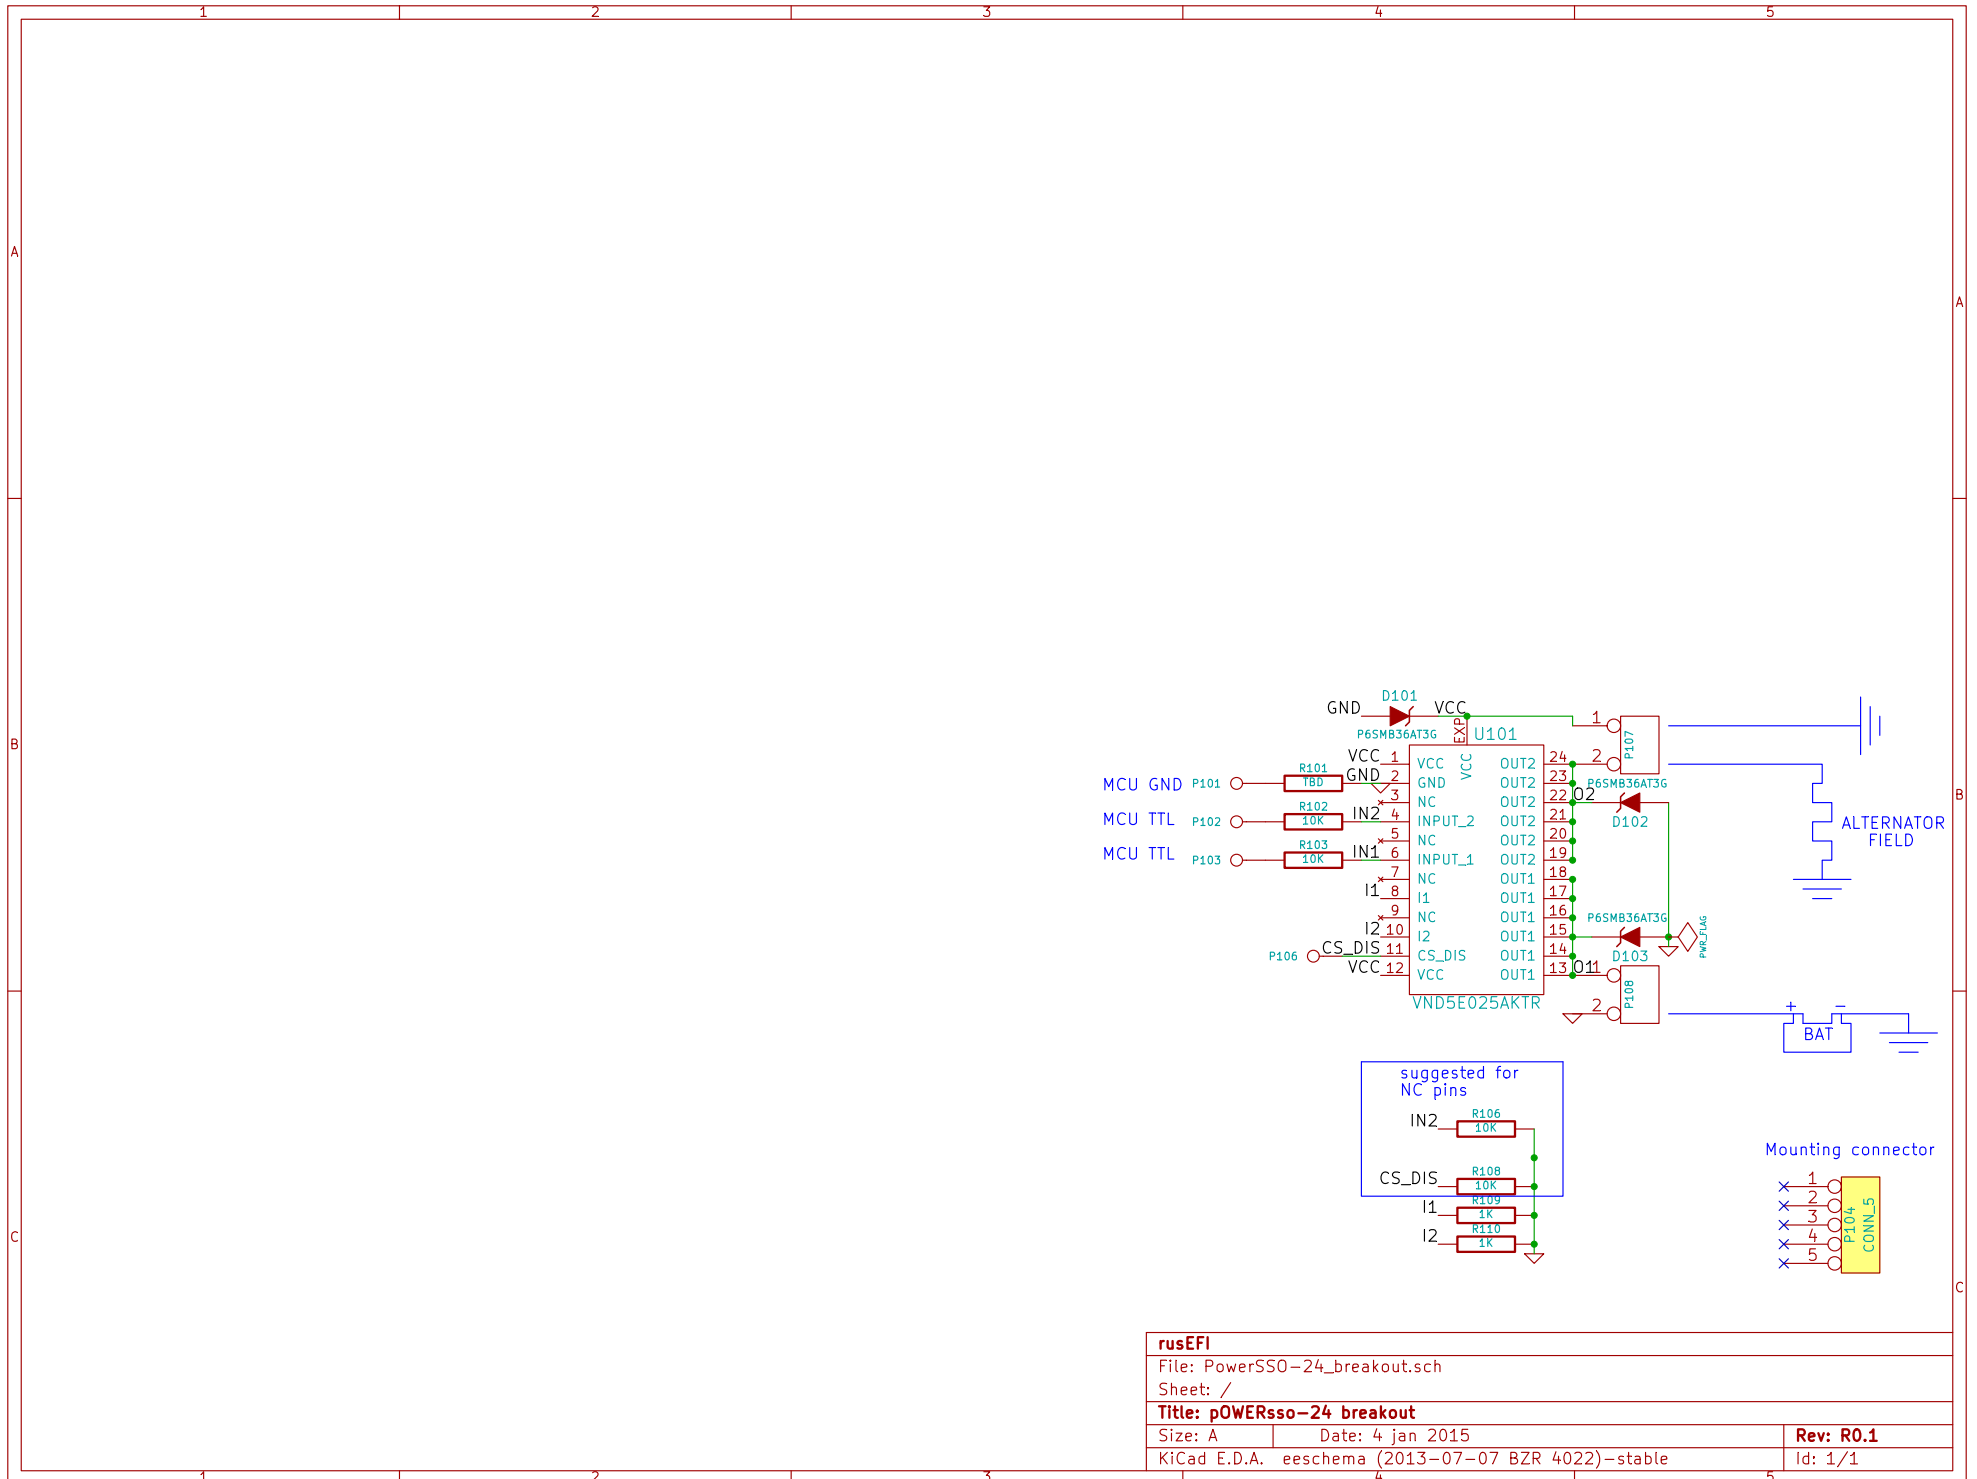 1 2 3 4 5
A
A
B
B
C
C
D101
GND
VCC
P6SMB36AT3G
EXP
VCC
U101
VCC 1 VCC
GND 2 GND
3 NC
IN2 4 INPUT_2
5 NC
IN1 6 INPUT_1
7 NC
I1 8 I1
9 NC
I2 10 I2
CS_DIS 11 CS_DIS
VCC 12 VCC
OUT2 24
OUT2 23
OUT2 22
OUT2 21
OUT2 20
OUT2 19
OUT1 18
OUT1 17
OUT1 16
OUT1 15
OUT1 14
OUT1 13
VND5E025AKTR
MCU GND P101
R101
TBD
MCU TTL P102
R102
10K
MCU TTL P103
R103
10K
P106
1
2
P107
P6SMB36AT3G
O2
D102
ALTERNATOR
FIELD
P6SMB36AT3G
D103
PWR_FLAG
O1
1
2
P108
+ -
BAT
suggested for
NC pins
IN2
R106
10K
CS_DIS
R108
10K
I1
R109
1K
I2
R110
1K
Mounting connector
1
2
3
4
5
P104
CONN_5
rusEFI
File: PowerSSO-24_breakout.sch
Sheet: /
Title: pOWERsso-24 breakout
Size: A
Date: 4 jan 2015
Rev: R0.1
KiCad E.D.A. eeschema (2013-07-07 BZR 4022)-stable
Id: 1/1
1 2 3 4 5